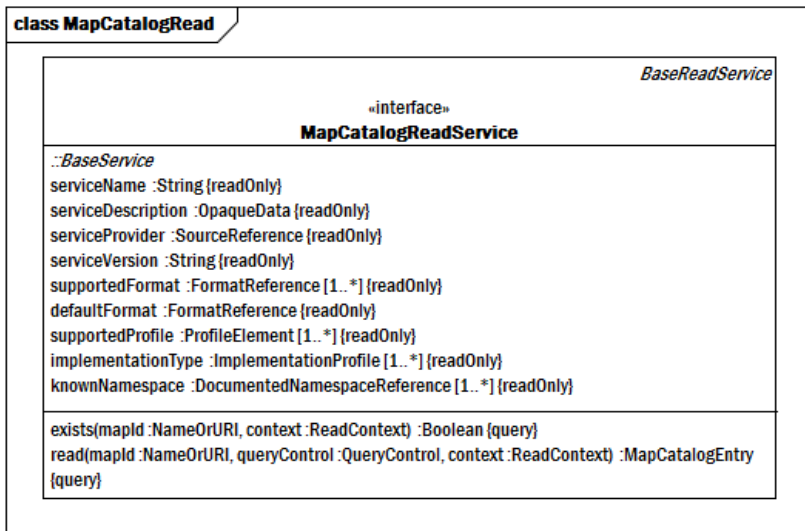 class MapCatalogRead
BaseReadService
«interface»
MapCatalogReadService
::BaseService
serviceName :String {readOnly}
serviceDescription :OpaqueData {readOnly}
serviceProvider :SourceReference {readOnly}
serviceVersion :String {readOnly}
supportedFormat :FormatReference [1..*] {readOnly}
defaultFormat :FormatReference {readOnly}
supportedProfile :ProfileElement [1..*] {readOnly}
implementationType :ImplementationProfile [1..*] {readOnly}
knownNamespace :DocumentedNamespaceReference [1..*] {readOnly}
exists(mapId :NameOrURI, context :ReadContext) :Boolean {query}
read(mapId :NameOrURI, queryControl :QueryControl, context :ReadContext) :MapCatalogEntry
{query}